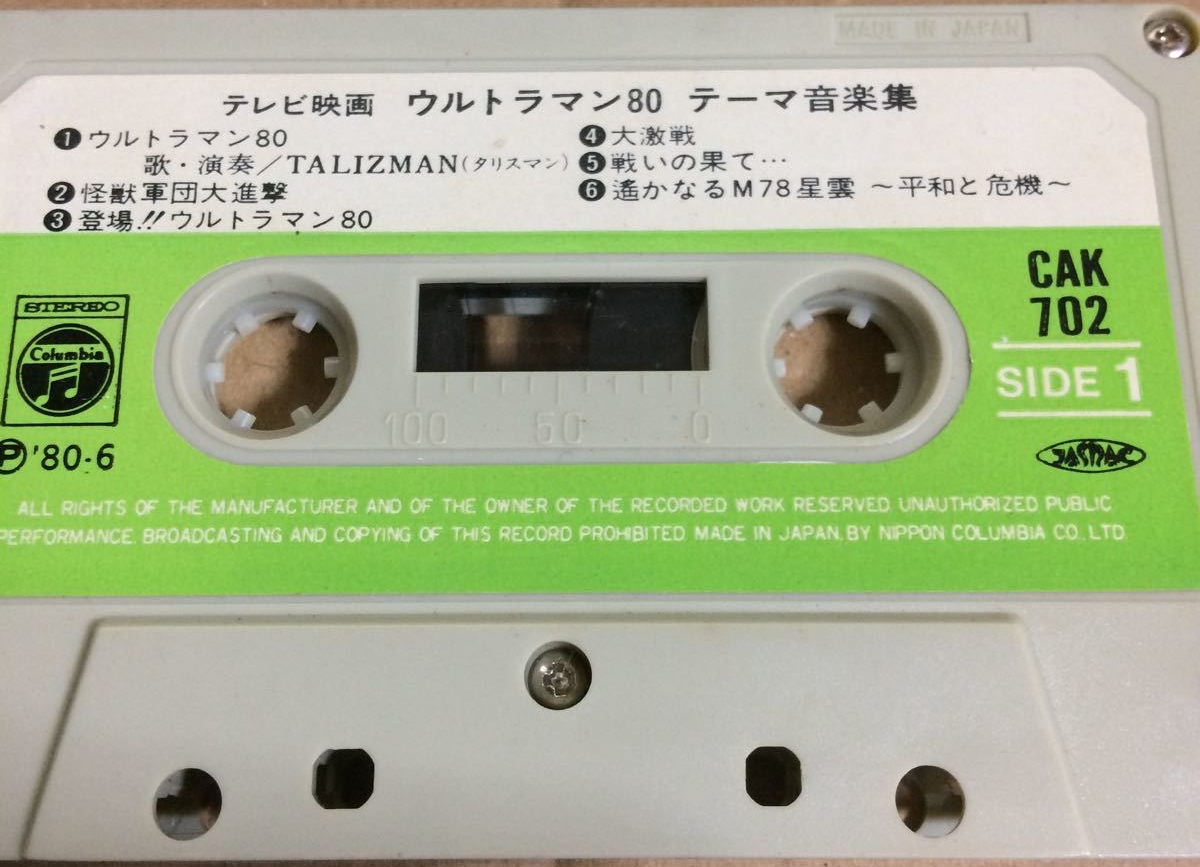 MADE IN JAPAN
テレビ映画 ウルトラマン80 テーマ音楽集
❶ウルトラマン80
歌・演奏／TALIZMAN(タリスマン)
❷怪獣軍団大進撃
❸登場!!ウルトラマン80
❹大激戦
❺戦いの果て…
❻遙かなるM78星雲 ～平和と危機～
STEREO
Columbia
Ⓟ'80・6
100 50 0
CAK
702
SIDE 1
JASRAC
ALL RIGHTS OF THE MANUFACTURER AND OF THE OWNER OF THE RECORDED WORK RESERVED. UNAUTHORIZED PUBLIC
PERFORMANCE. BROADCASTING AND COPYING OF THIS RECORD PROHIBITED MADE IN JAPAN. BY NIPPON COLUMBIA CO., LTD.